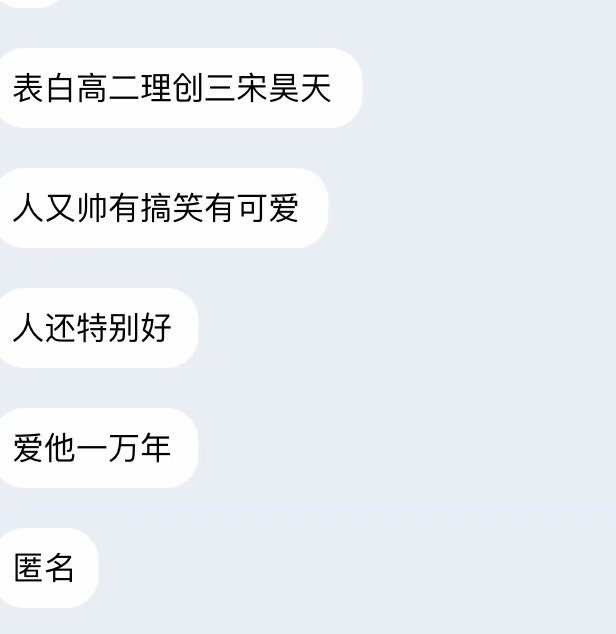 表白高二理创三宋昊天
人又帅有搞笑有可爱
人还特别好
爱他一万年
匿名